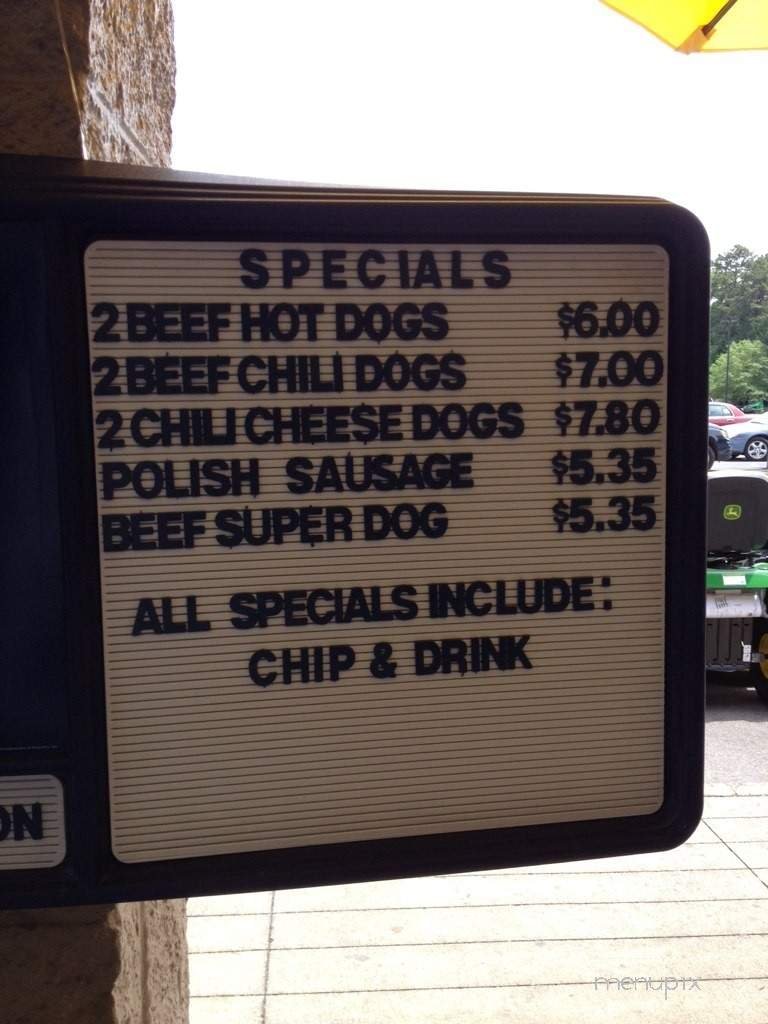 SPECIALS
2 BEEF HOT DOGS $6.00
2 BEEF CHILI DOGS $7.00
2 CHILI CHEE$E DOGS $7.80
POLISH SAUSAGE $5.35
BEEF SUPER DOG $5.35
ALL SPECIALS INCLUDE:
CHIP & DRINK
ON
menupix